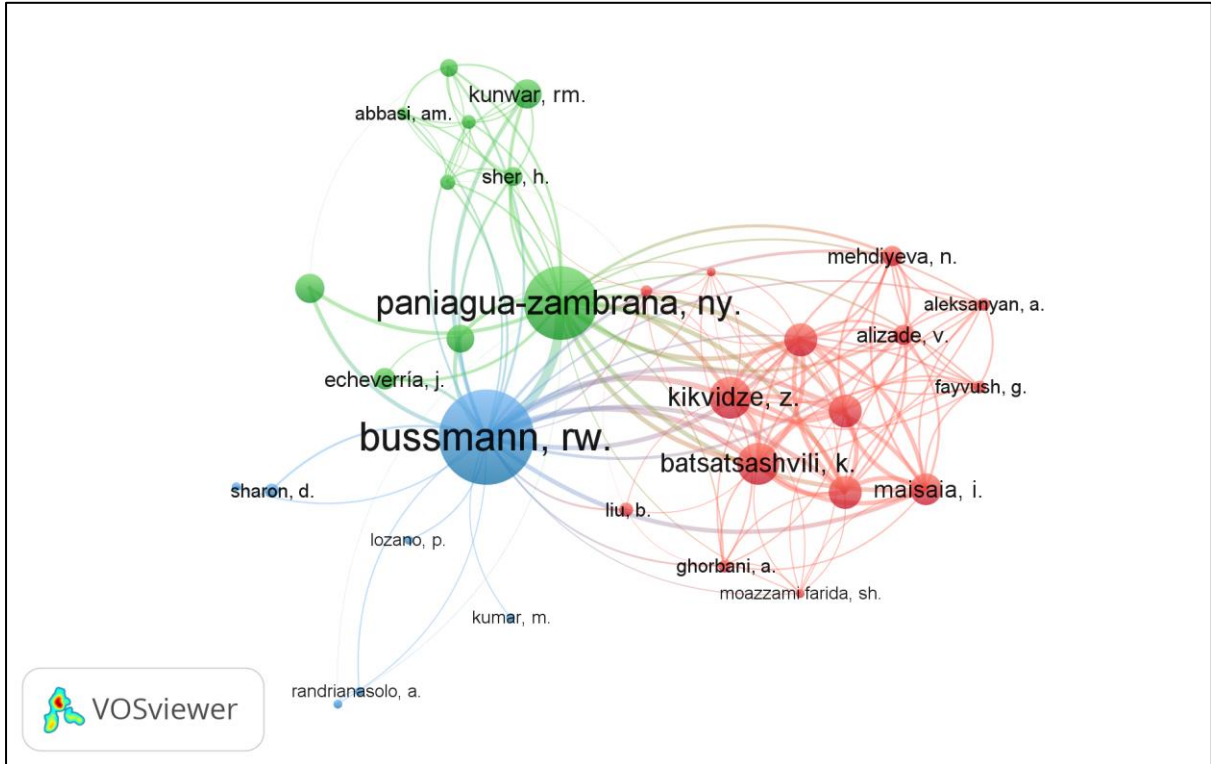 kunwar, rm.
abbasi, am.
sher, h.
mehdiyeva, n.
paniagua-zambrana, ny.
aleksanyan, a.
alizade, v.
echeverría, j.
fayvush, g.
kikvidze, z.
bussmann, rw.
batsatsashvili, k.
sharon, d.
maisaia, i.
liu, b.
lozano, p.
ghorbani, a.
moazzami farida, sh.
kumar, m.
randrianasolo, a.
VOSviewer